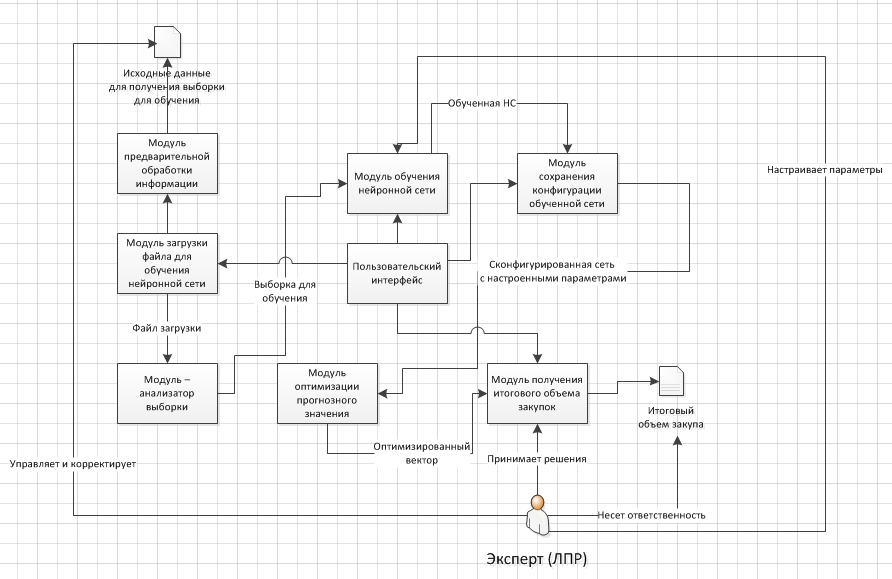 Исходные данные
для получения выборки
для обучения
Обученная НС
Модуль
предварительной
обработки
информации
Модуль обучения
нейронной сети
Модуль
сохранения
конфигурации
обученной сети
Настраивает параметры
Модуль загрузки
файла для
обучения
нейронной сети
Выборка для
обучения
Пользовательский
интерфейс
Сконфигурированная сеть
с настроенными параметрами
Файл загрузки
Модуль –
анализатор
выборки
Модуль
оптимизации
прогнозного
значения
Модуль получения
итогового объема
закупок
Итоговый
объем закупа
Оптимизированный
вектор
Принимает решения
Управляет и корректирует
Несет ответственность
Эксперт (ЛПР)